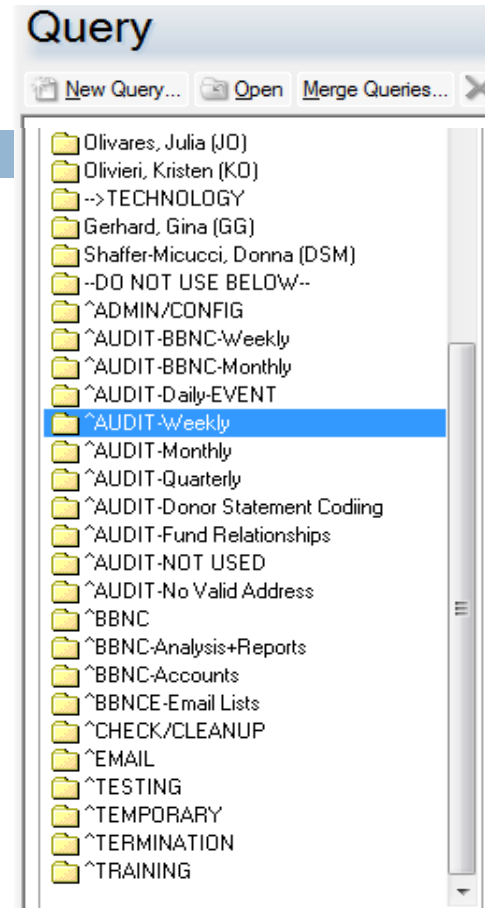 Query
New Query... Open Merge Queries...
Olivares, Julia (JO)
Olivieri, Kristen (KO)
-->TECHNOLOGY
Gerhard, Gina (GG)
Shaffer-Micucci, Donna (DSM)
--DO NOT USE BELOW--
^ADMIN/CONFIG
^AUDIT-BBNC-Weekly
^AUDIT-BBNC-Monthly
^AUDIT-Daily-EVENT
^AUDIT-Weekly
^AUDIT-Monthly
^AUDIT-Quarterly
^AUDIT-Donor Statement Codiing
^AUDIT-Fund Relationships
^AUDIT-NOT USED
^AUDIT-No Valid Address
^BBNC
^BBNC-Analysis+Reports
^BBNC-Accounts
^BBNCE-Email Lists
^CHECK/CLEANUP
^EMAIL
^TESTING
^TEMPORARY
^TERMINATION
^TRAINING